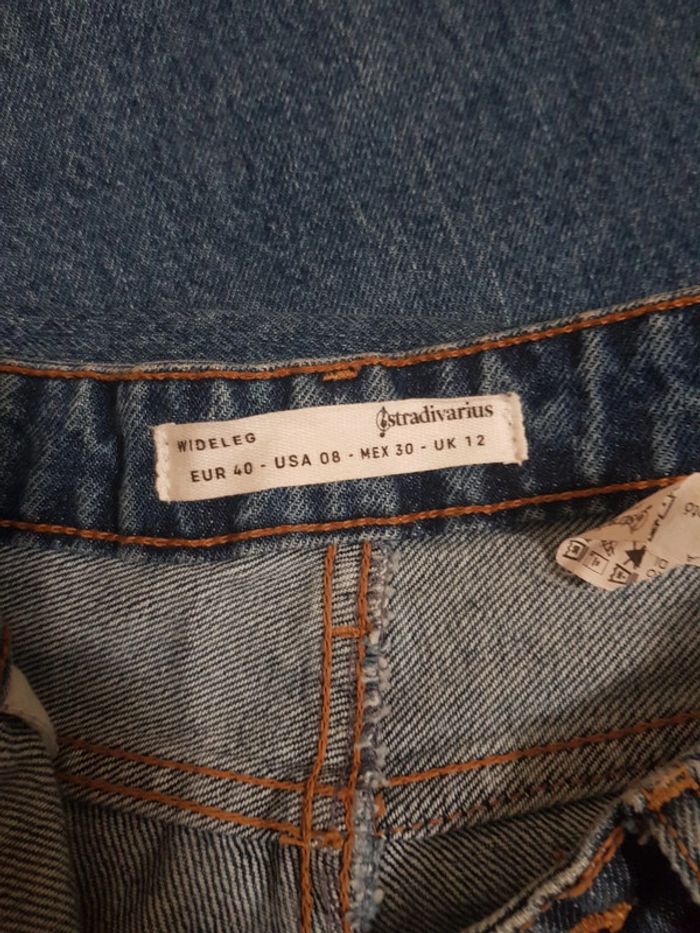 stradivarius
WIDELEG
EUR 40 - USA 08 - MEX 30 - UK 12